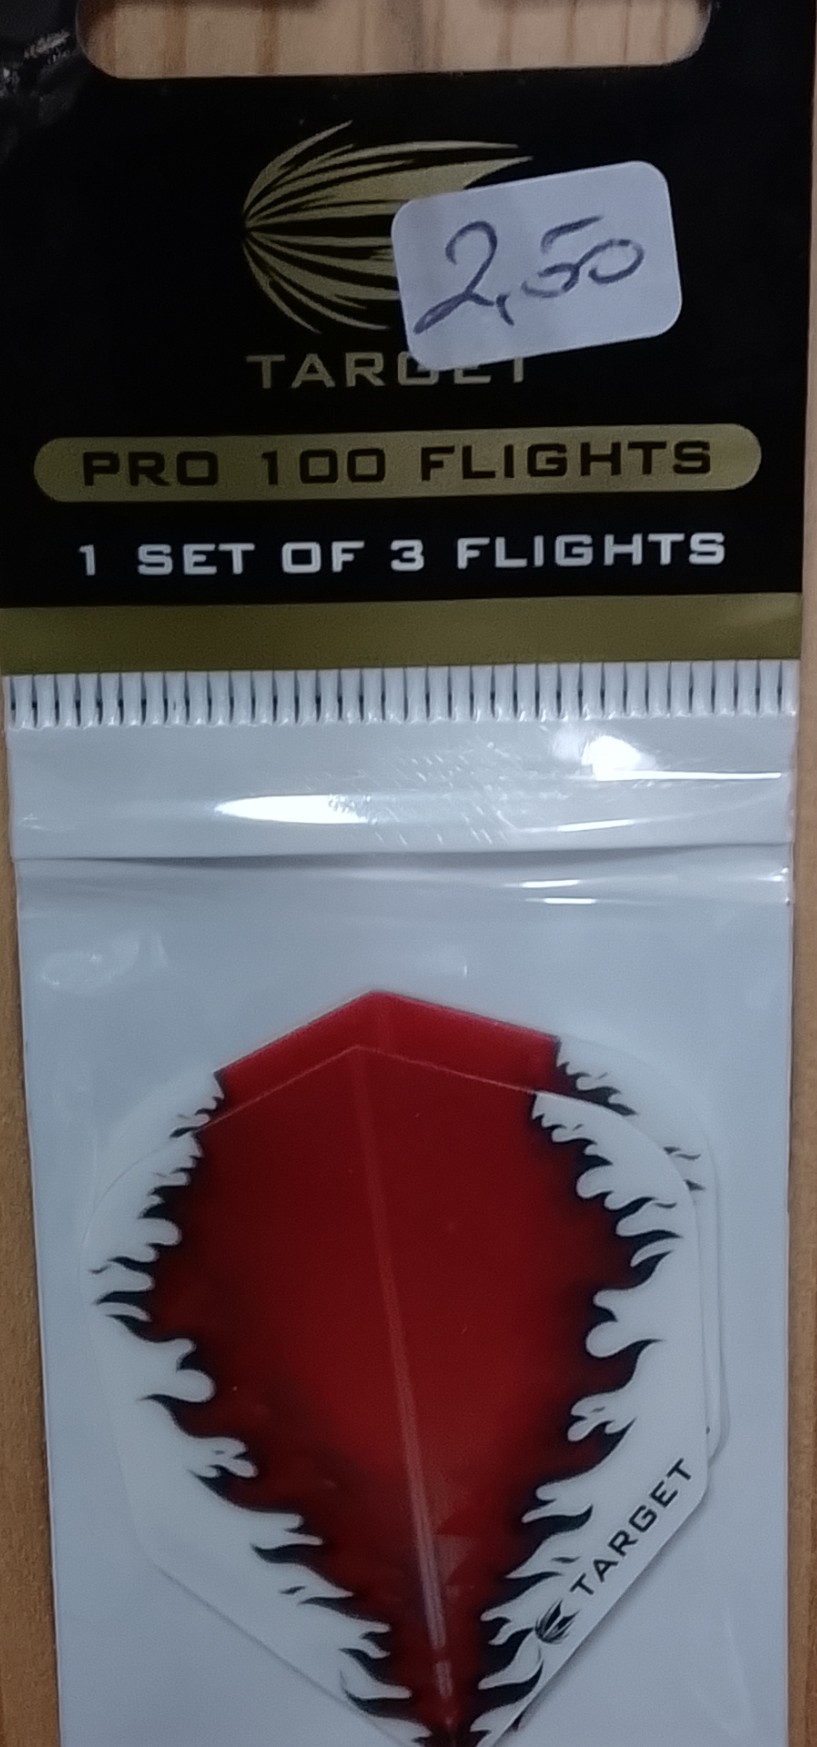 2,50
TARGET
PRO 100 FLIGHTS
1 SET OF 3 FLIGHTS
TARGET